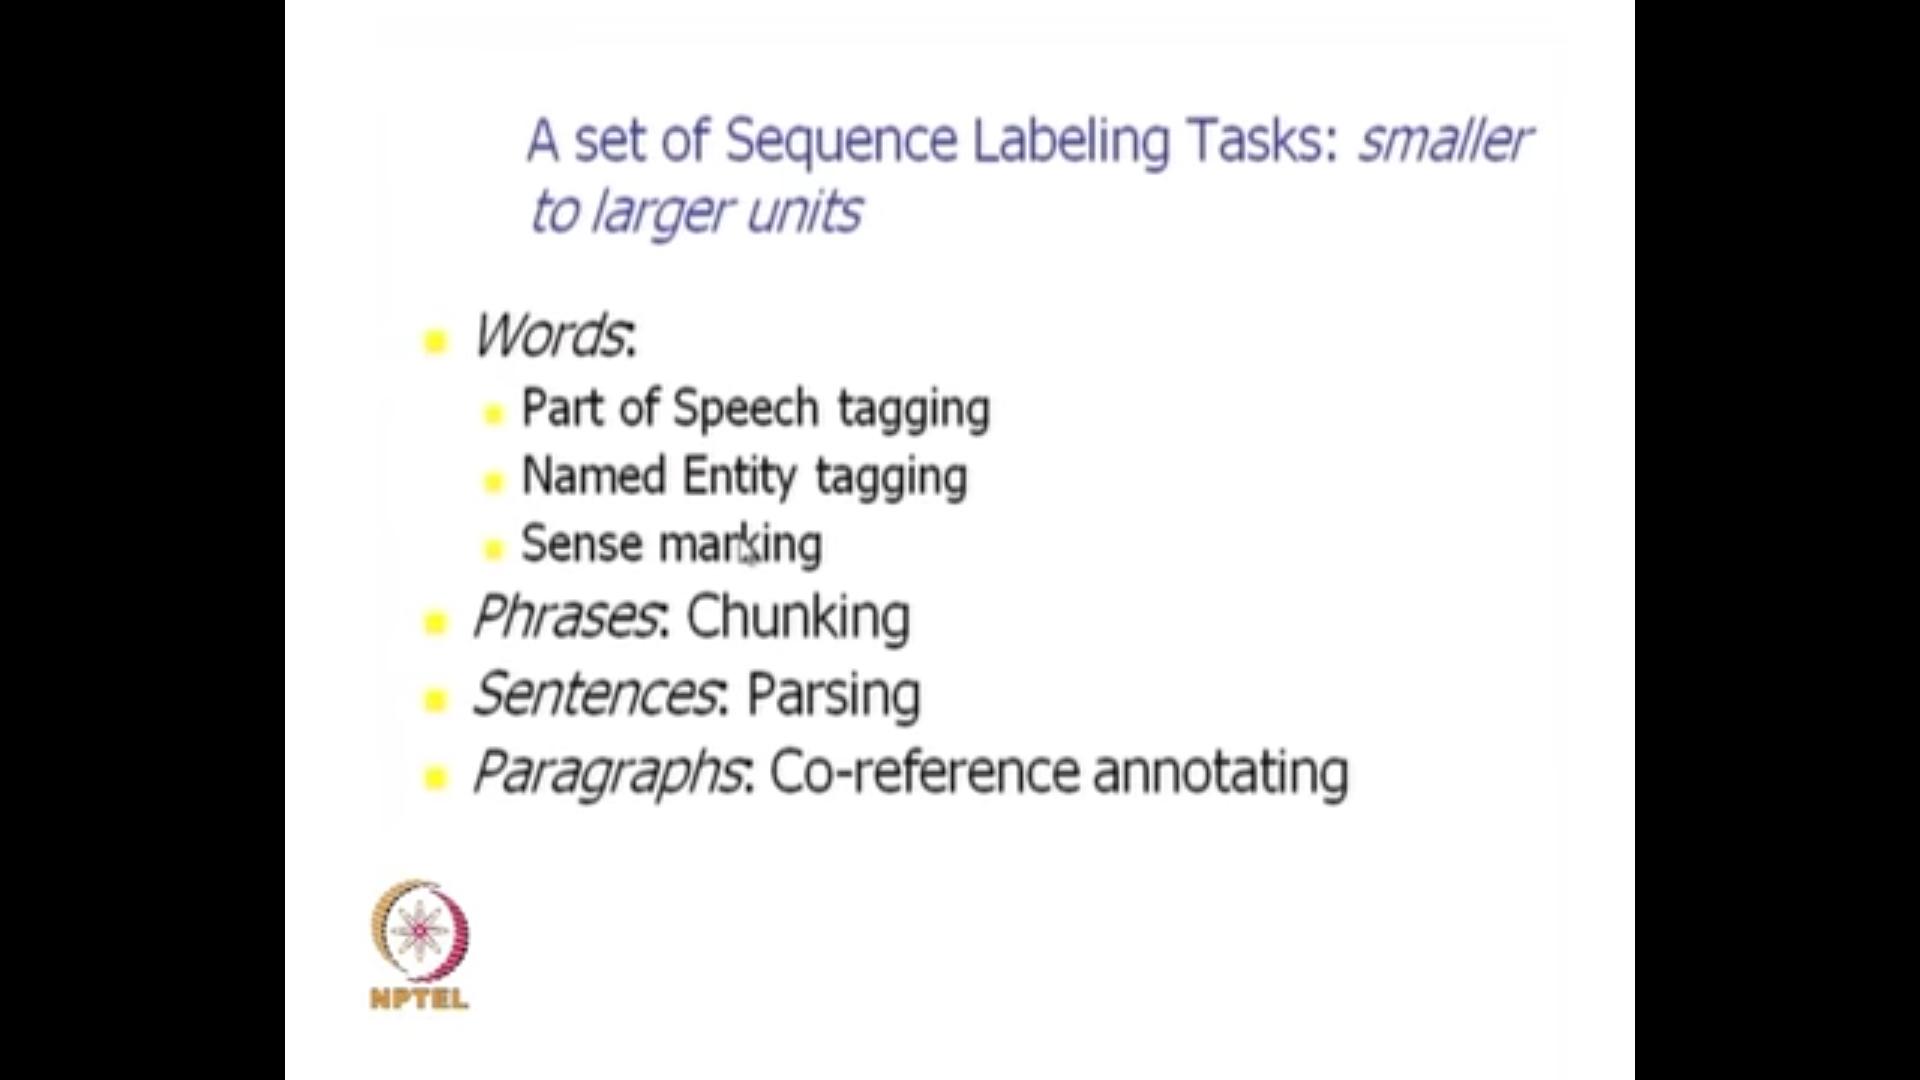 A set of Sequence Labeling Tasks: smaller
to larger units
Words:
Part of Speech tagging
Named Entity tagging
Sense marking
Phrases: Chunking
Sentences: Parsing
Paragraphs: Co-reference annotating
NPTEL